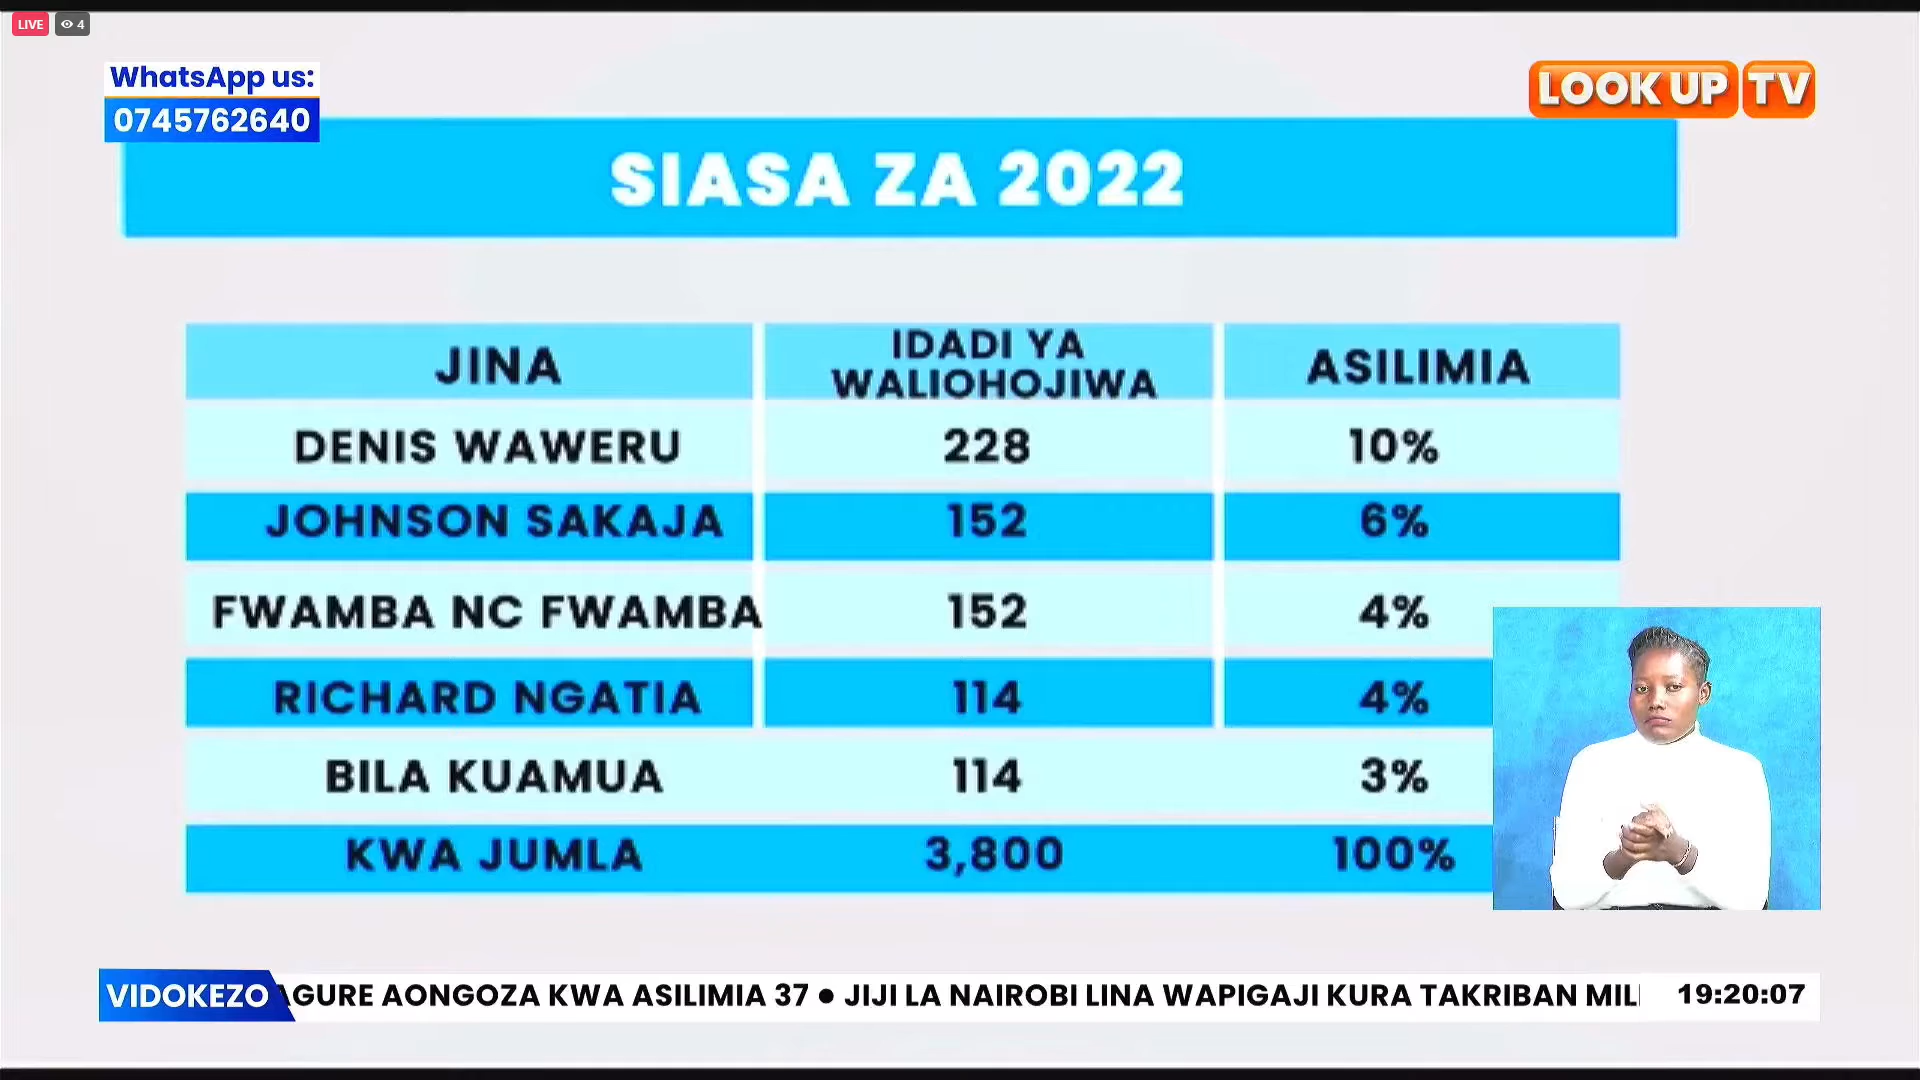 LIVE 4
WhatsApp us:
0745762640
LOOK UP TV
SIASA ZA 2022
JINA IDADI YA WALIOHOJIWA ASILIMIA
DENIS WAWERU 228 10%
JOHNSON SAKAJA 152 6%
FWAMBA NC FWAMBA 152 4%
RICHARD NGATIA 114 4%
BILA KUAMUA 114 3%
KWA JUMLA 3,800 100%
VIDOKEZO AGURE AONGOZA KWA ASILIMIA 37 ● JIJI LA NAIROBI LINA WAPIGAJI KURA TAKRIBAN MIL 19:20:07